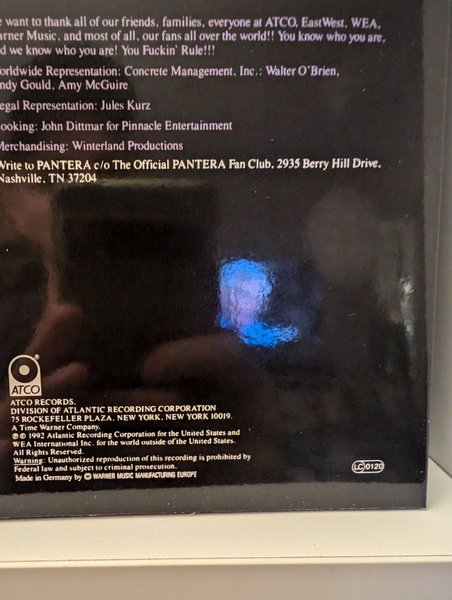 e want to thank all of our friends, families, everyone at ATCO, EastWest, WEA,
arner Music, and most of all, our fans all over the world!! You know who you are,
d we know who you are! You Fuckin' Rule!!!
orldwide Representation: Concrete Management, Inc.: Walter O'Brien,
ndy Gould, Amy McGuire
egal Representation: Jules Kurz
ooking: John Dittmar for Pinnacle Entertainment
Merchandising: Winterland Productions
Write to PANTERA c/o The Official PANTERA Fan Club, 2935 Berry Hill Drive,
Nashville, TN 37204
®
ATCO
ATCO RECORDS,
DIVISION OF ATLANTIC RECORDING CORPORATION
75 ROCKEFELLER PLAZA, NEW YORK, NEW YORK 10019.
A Time Warner Company.
℗© 1992 Atlantic Recording Corporation for the United States and
WEA International Inc. for the world outside of the United States.
All Rights Reserved.
Warning: Unauthorized reproduction of this recording is prohibited by
Federal law and subject to criminal prosecution.
Made in Germany by WARNER MUSIC MANUFACTURING EUROPE
LC 0120